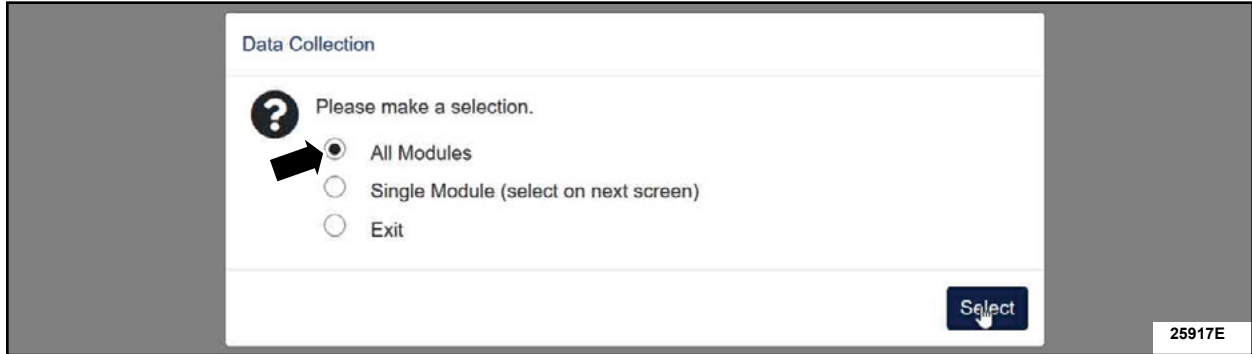 Data Collection
Please make a selection.
All Modules
Single Module (select on next screen)
Exit
Select
25917E